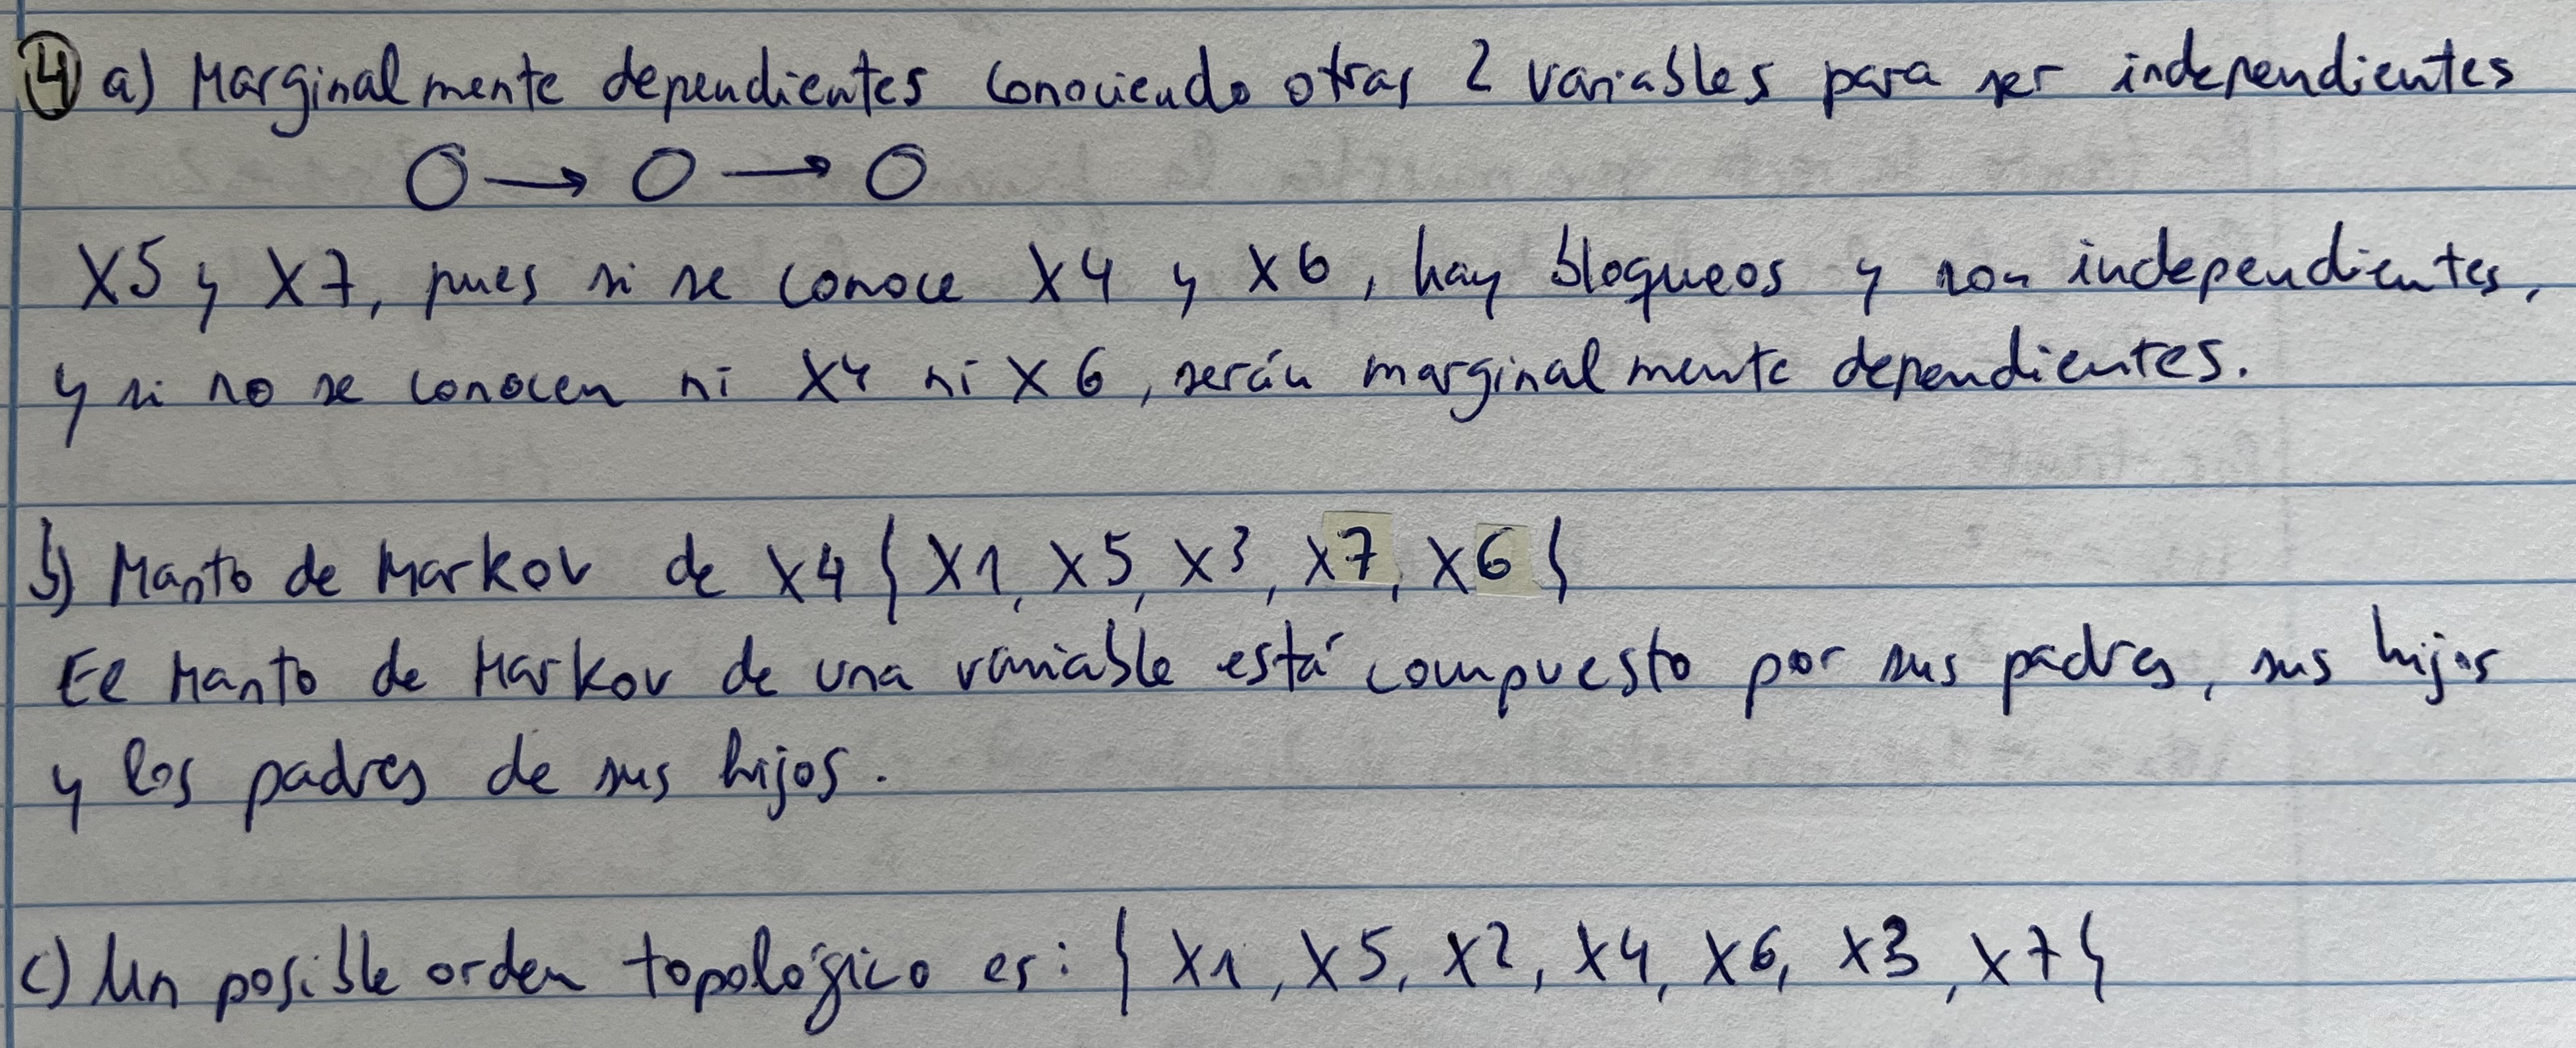 4 a) Marginalmente dependientes conociendo otras 2 variables para ser independientes
O → O → O
X5 y X7, pues si se conoce X4 y X6, hay bloqueos y son independientes,
y si no se conocen ni X4 ni X6, serán marginalmente dependientes.
b) Manto de Markov de X4 { X1, X5, X3, X7, X6 }
El Manto de Markov de una variable está compuesto por sus padres, sus hijos
y los padres de sus hijos.
c) Un posible orden topológico es: { X1, X5, X2, X4, X6, X3, X7 }